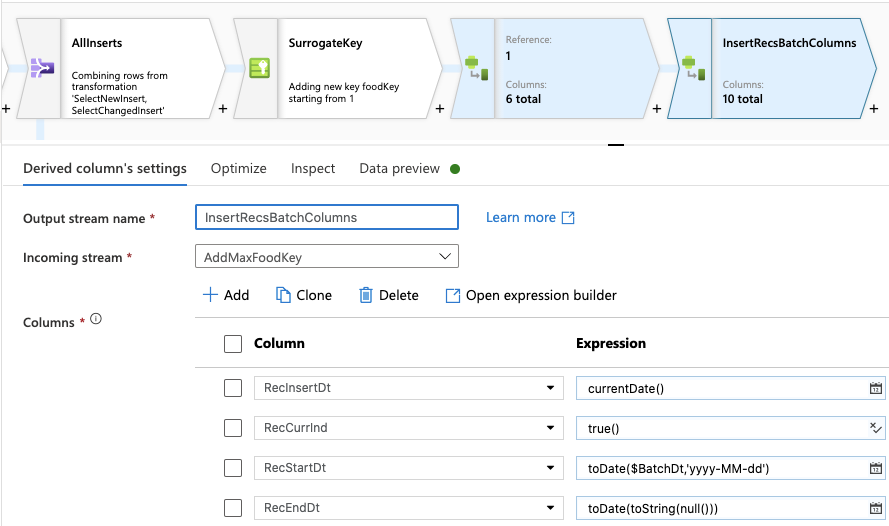 AllInserts
Combining rows from
transformation
'SelectNewInsert,
SelectChangedInsert'
+
SurrogateKey
Adding new key foodKey
starting from 1
+
Reference:
1
Columns:
6 total
+
InsertRecsBatchColumns
Columns:
10 total
+
+
Derived column's settings Optimize Inspect Data preview
Output stream name * InsertRecsBatchColumns Learn more
Incoming stream * AddMaxFoodKey
Add Clone Delete Open expression builder
Columns *
Column Expression
RecInsertDt currentDate()
RecCurrInd true()
RecStartDt toDate($BatchDt,'yyyy-MM-dd')
RecEndDt toDate(toString(null()))